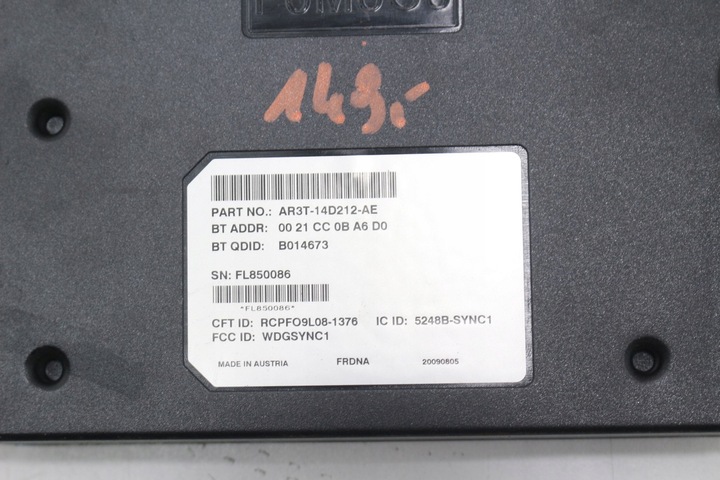 149,-
PART NO.: AR3T-14D212-AE
BT ADDR: 00 21 CC 0B A6 D0
BT QDID: B014673
SN: FL850086
*FL850086*
CFT ID: RCPFO9L08-1376 IC ID: 5248B-SYNC1
FCC ID: WDGSYNC1
MADE IN AUSTRIA FRDNA 20090805